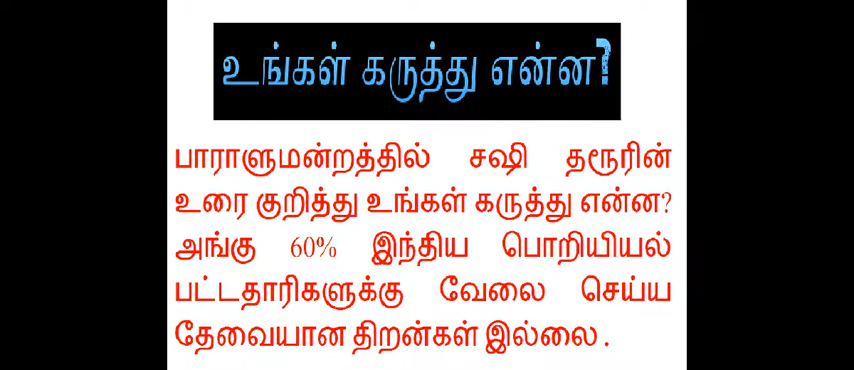 உங்கள் கருத்து என்ன?
பாராளுமன்றத்தில் சஷி தரூரின்
உரை குறித்து உங்கள் கருத்து என்ன?
அங்கு 60% இந்திய பொறியியல்
பட்டதாரிகளுக்கு வேலை செய்ய
தேவையான திறன்கள் இல்லை .